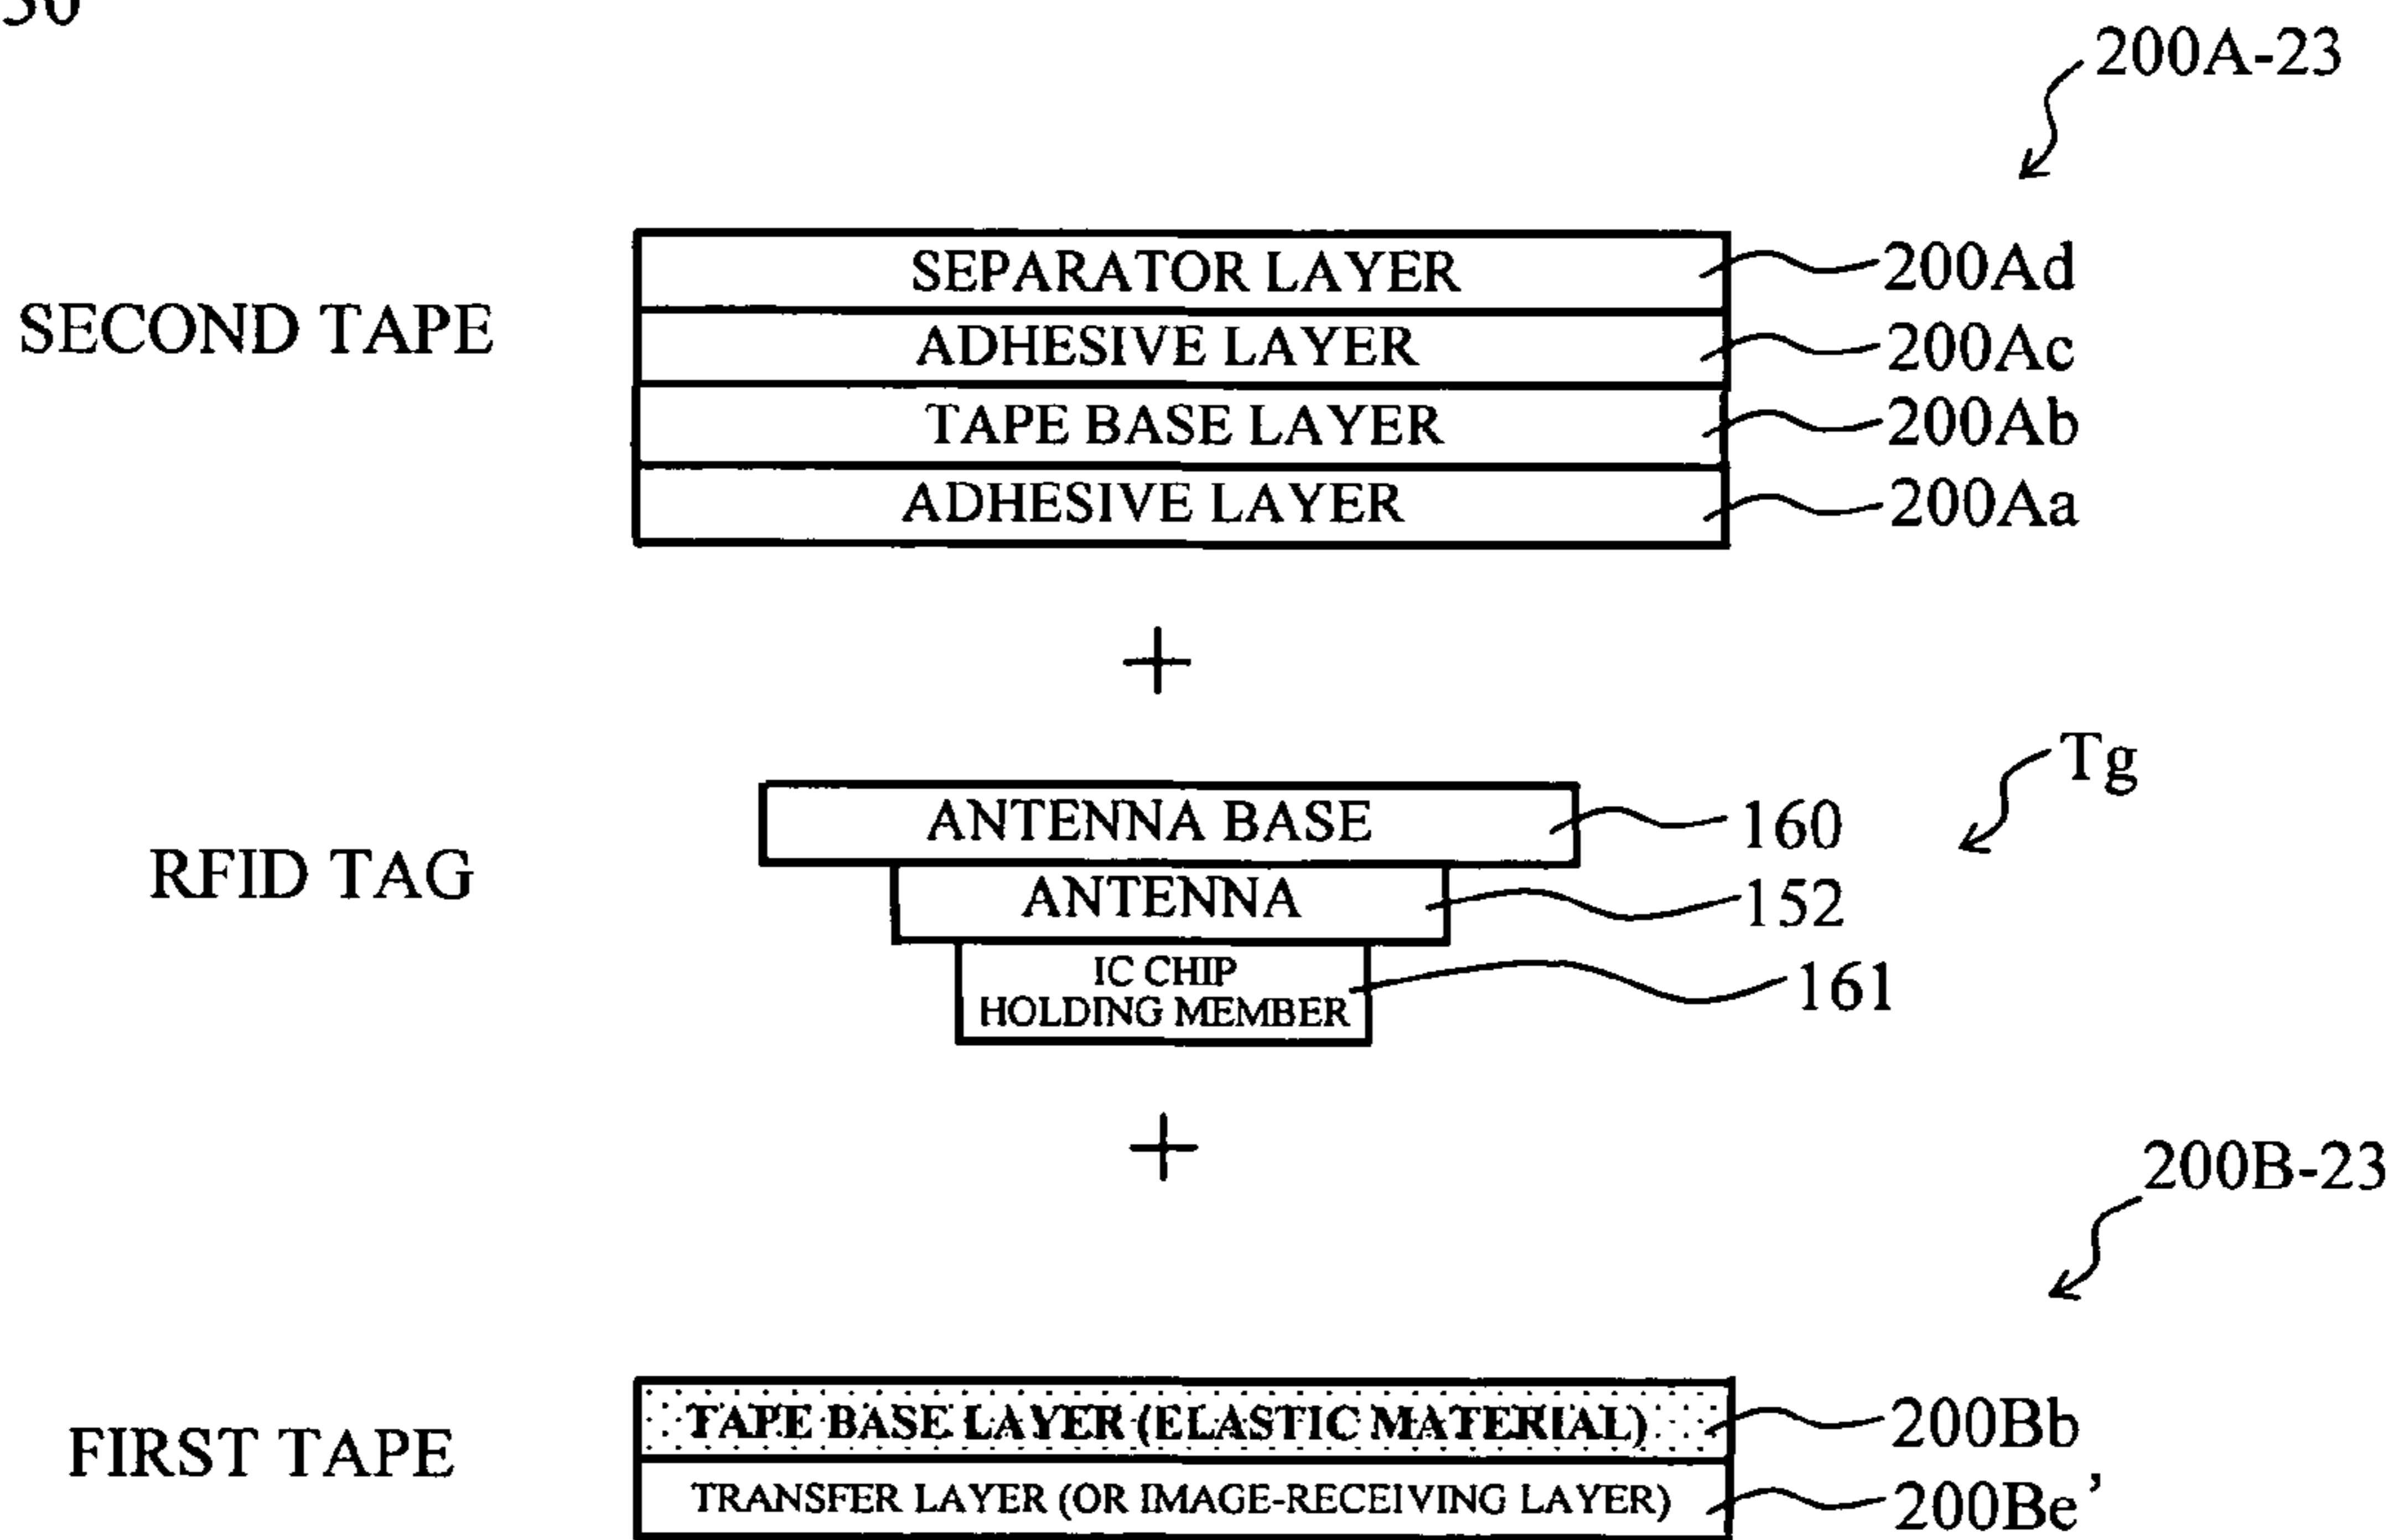 200A-23
SEPARATOR LAYER 200Ad
SECOND TAPE
ADHESIVE LAYER 200Ac
TAPE BASE LAYER 200Ab
ADHESIVE LAYER 200Aa
+
Tg
ANTENNA BASE 160
RFID TAG
ANTENNA 152
IC CHIP
HOLDING MEMBER 161
+
200B-23
TAPE BASE LAYER (ELASTIC MATERIAL) 200Bb
FIRST TAPE
TRANSFER LAYER (OR IMAGE-RECEIVING LAYER) 200Be’